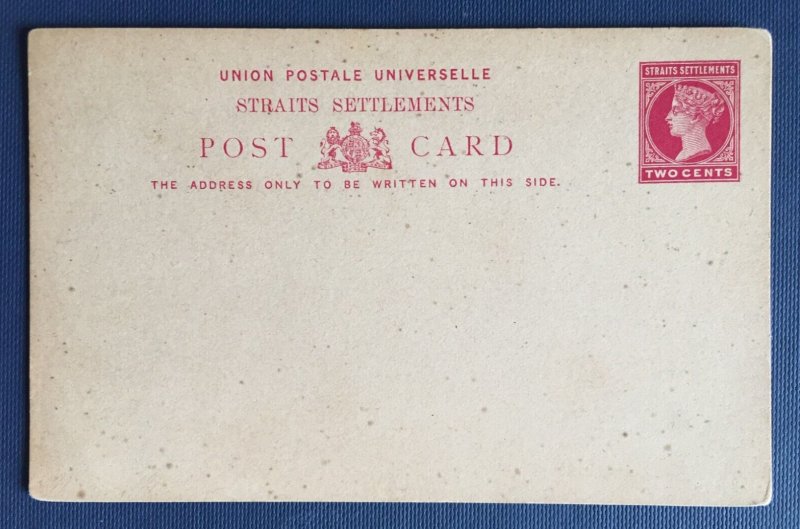 UNION POSTALE UNIVERSELLE
STRAITS SETTLEMENTS
POST CARD
THE ADDRESS ONLY TO BE WRITTEN ON THIS SIDE.
STRAITS SETTLEMENTS
TWO CENTS